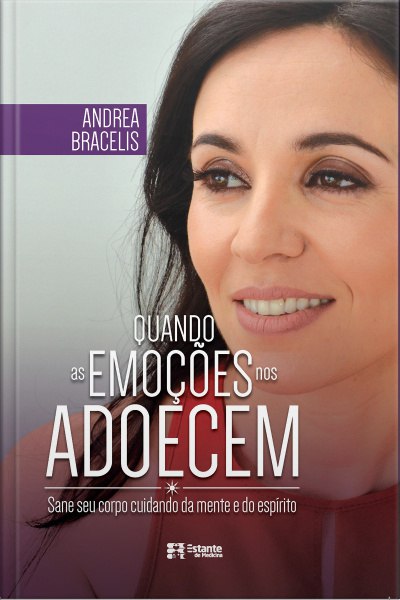 ANDREA
BRACELIS
QUANDO
as EMOÇÕES nos
ADOECEM
Sane seu corpo cuidando da mente e do espírito
Estante
de Medicina